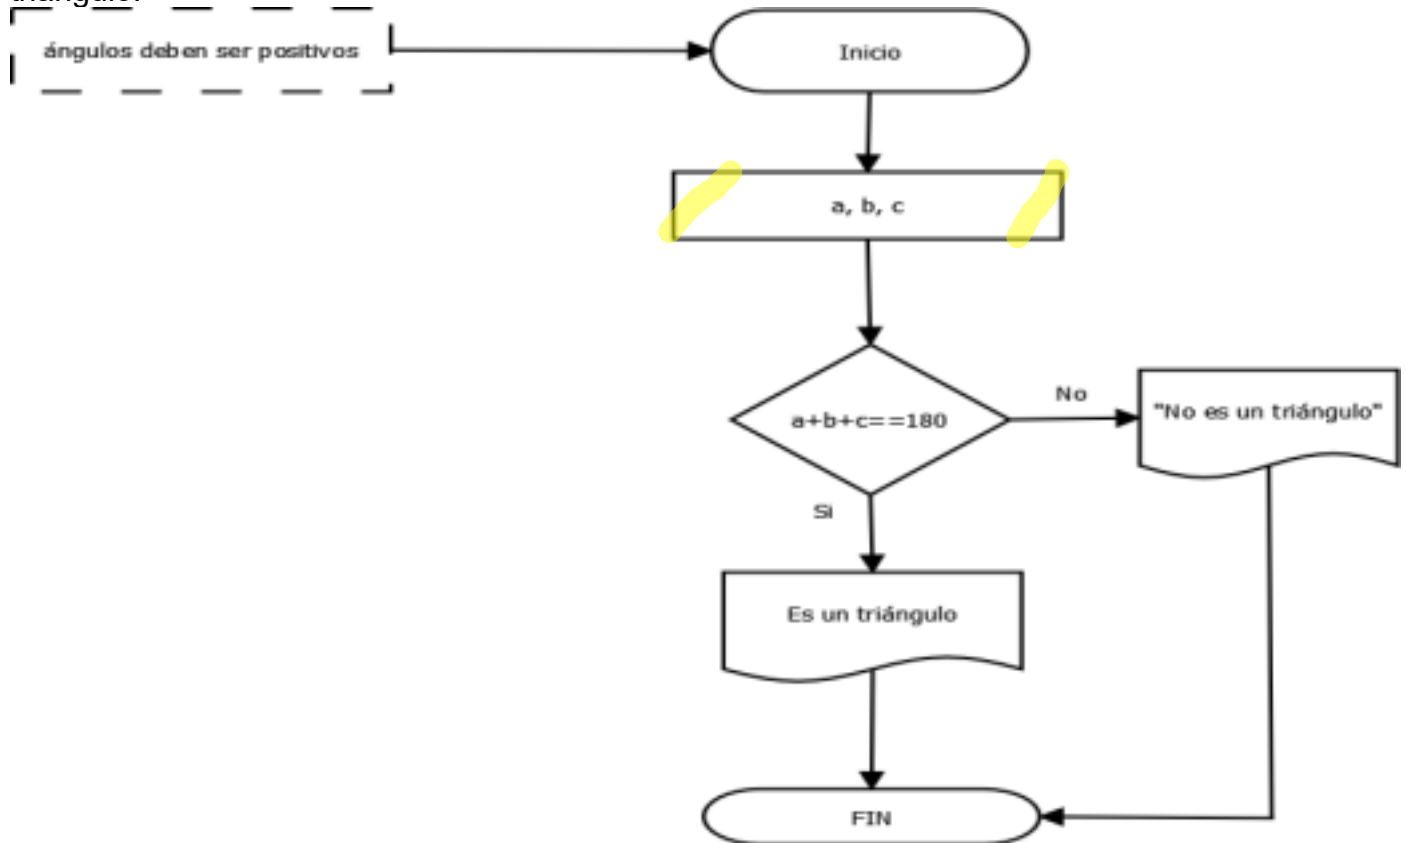 ángulos deben ser positivos
Inicio
a, b, c
a+b+c==180
No
"No es un triángulo"
Si
Es un triángulo
FIN